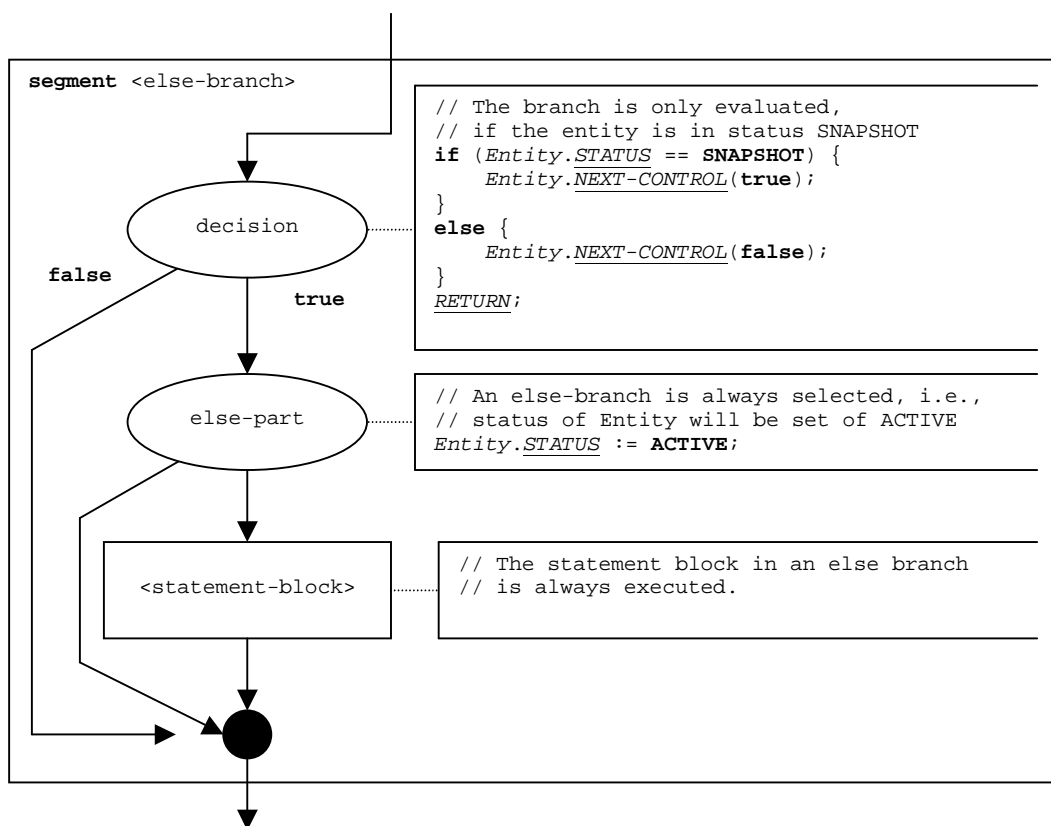 segment <else-branch>
// The branch is only evaluated,
// if the entity is in status SNAPSHOT
if (Entity.STATUS == SNAPSHOT) {
Entity.NEXT-CONTROL(true);
}
else {
Entity.NEXT-CONTROL(false);
}
RETURN;
decision
false
true
else-part
// An else-branch is always selected, i.e.,
// status of Entity will be set of ACTIVE
Entity.STATUS := ACTIVE;
<statement-block>
// The statement block in an else branch
// is always executed.